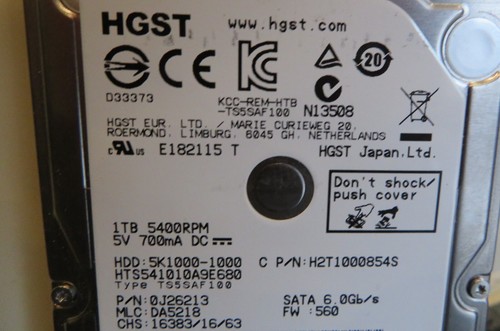 HGST www.hgst.com
20
D33373
KCC-REM-HTB
-TS5SAF100 N13508
HGST EUR. LTD. / MARIE CURIEWEG 20,
ROERMOND, LIMBURG, 6045 GH, NETHERLANDS
c RU us E182115 T HGST Japan,Ltd.
Don't shock/
push cover
1TB 5400RPM
5V 700mA DC
HDD:5K1000-1000 C P/N:H2T1000854S
HTS541010A9E680
Type TS5SAF100
P/N:0J26213 SATA 6.0Gb/s
MLC:DA5218 FW :560
CHS:16383/16/63